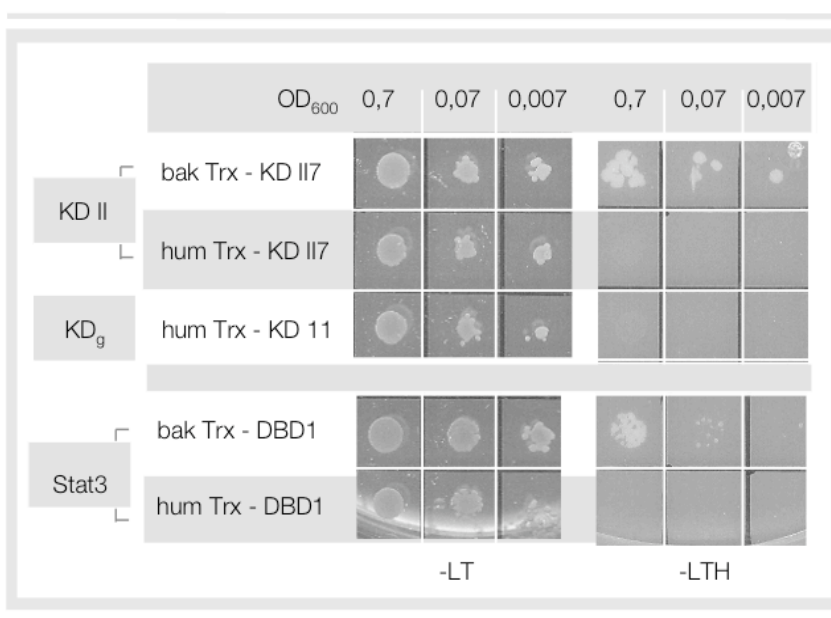 OD600 0,7 0,07 0,007 0,7 0,07 0,007
bak Trx - KD II7
KD II
hum Trx - KD II7
KDg
hum Trx - KD 11
bak Trx - DBD1
Stat3
hum Trx - DBD1
-LT -LTH